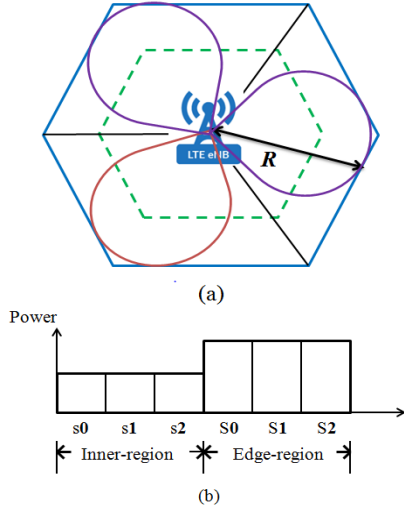 LTE eNB
R
(a)
Power
s0 s1 s2 S0 S1 S2
Inner-region Edge-region
(b)